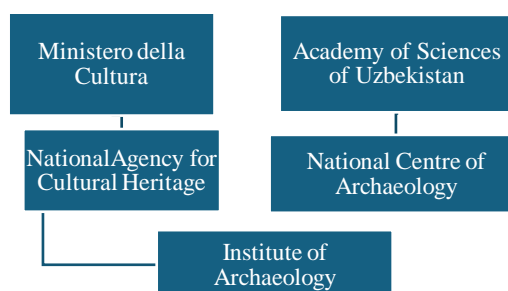 Ministero della
Cultura
Academy of Sciences
of Uzbekistan
NationalAgency for
Cultural Heritage
National Centre of
Archaeology
Institute of
Archaeology